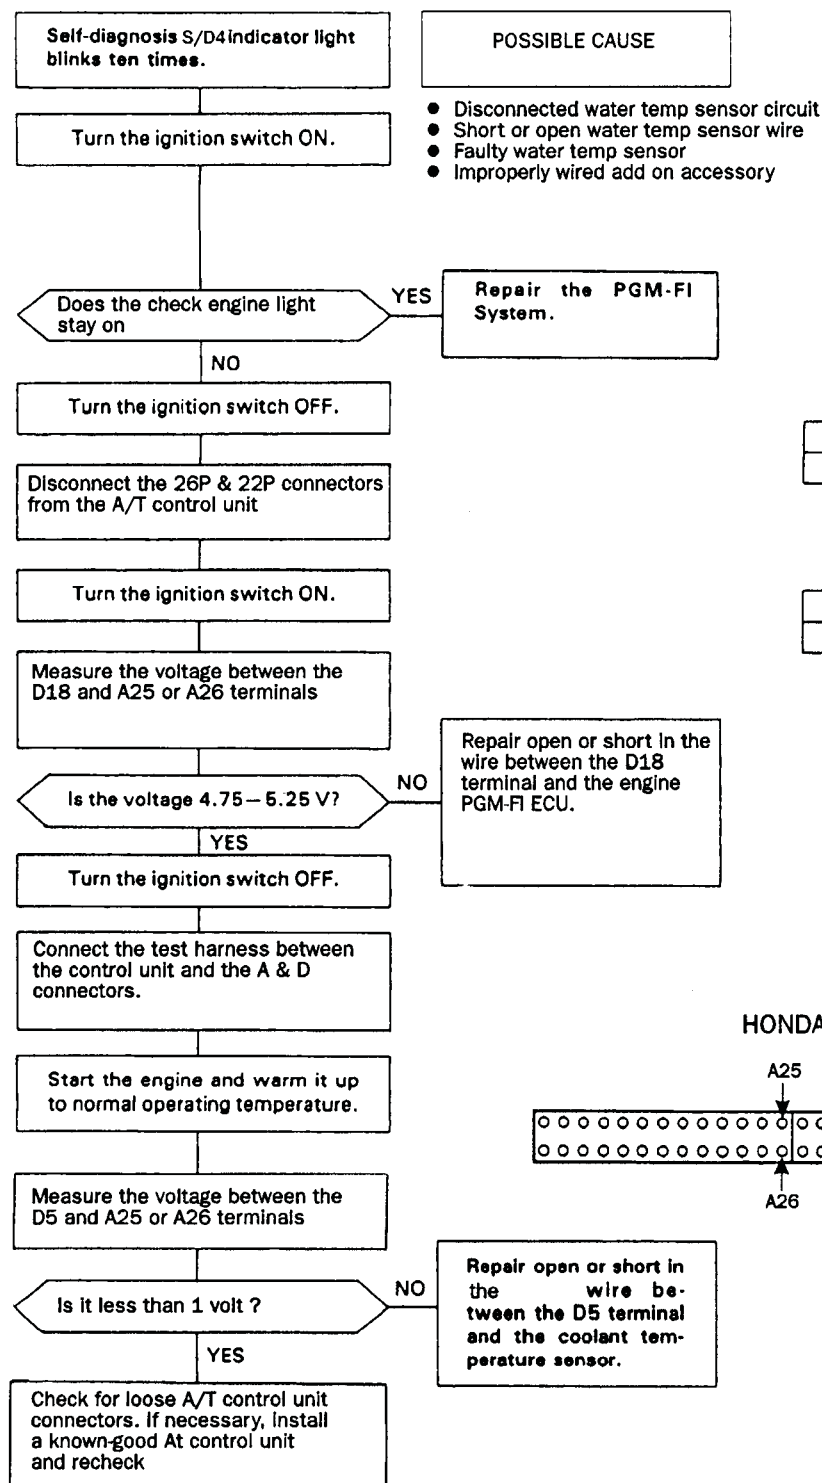 Self-diagnosis S/D4 indicator light
blinks ten times.
POSSIBLE CAUSE
● Disconnected water temp sensor circuit
● Short or open water temp sensor wire
● Faulty water temp sensor
● Improperly wired add on accessory
Turn the ignition switch ON.
Does the check engine light
stay on
YES
Repair the PGM-FI
System.
NO
Turn the ignition switch OFF.
Disconnect the 26P & 22P connectors
from the A/T control unit
Turn the ignition switch ON.
Measure the voltage between the
D18 and A25 or A26 terminals
Is the voltage 4.75 – 5.25 V?
NO
Repair open or short in the
wire between the D18
terminal and the engine
PGM-FI ECU.
YES
Turn the ignition switch OFF.
Connect the test harness between
the control unit and the A & D
connectors.
HONDA
A25
A26
Start the engine and warm it up
to normal operating temperature.
Measure the voltage between the
D5 and A25 or A26 terminals
Is it less than 1 volt ?
NO
Repair open or short in
the wire be-
tween the D5 terminal
and the coolant tem-
perature sensor.
YES
Check for loose A/T control unit
connectors. If necessary, install
a known-good At control unit
and recheck